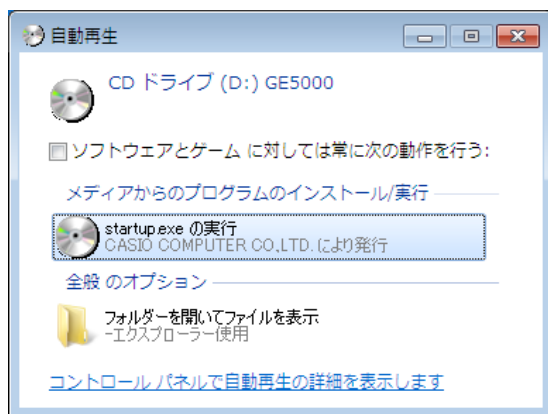 自動再生
CD ドライブ (D:) GE5000
ソフトウェアとゲーム に対しては常に次の動作を行う:
メディアからのプログラムのインストール/実行
startup.exe の実行
CASIO COMPUTER CO.,LTD. により発行
全般 のオプション
フォルダーを開いてファイルを表示
-エクスプローラー使用
コントロール パネルで自動再生の詳細を表示します